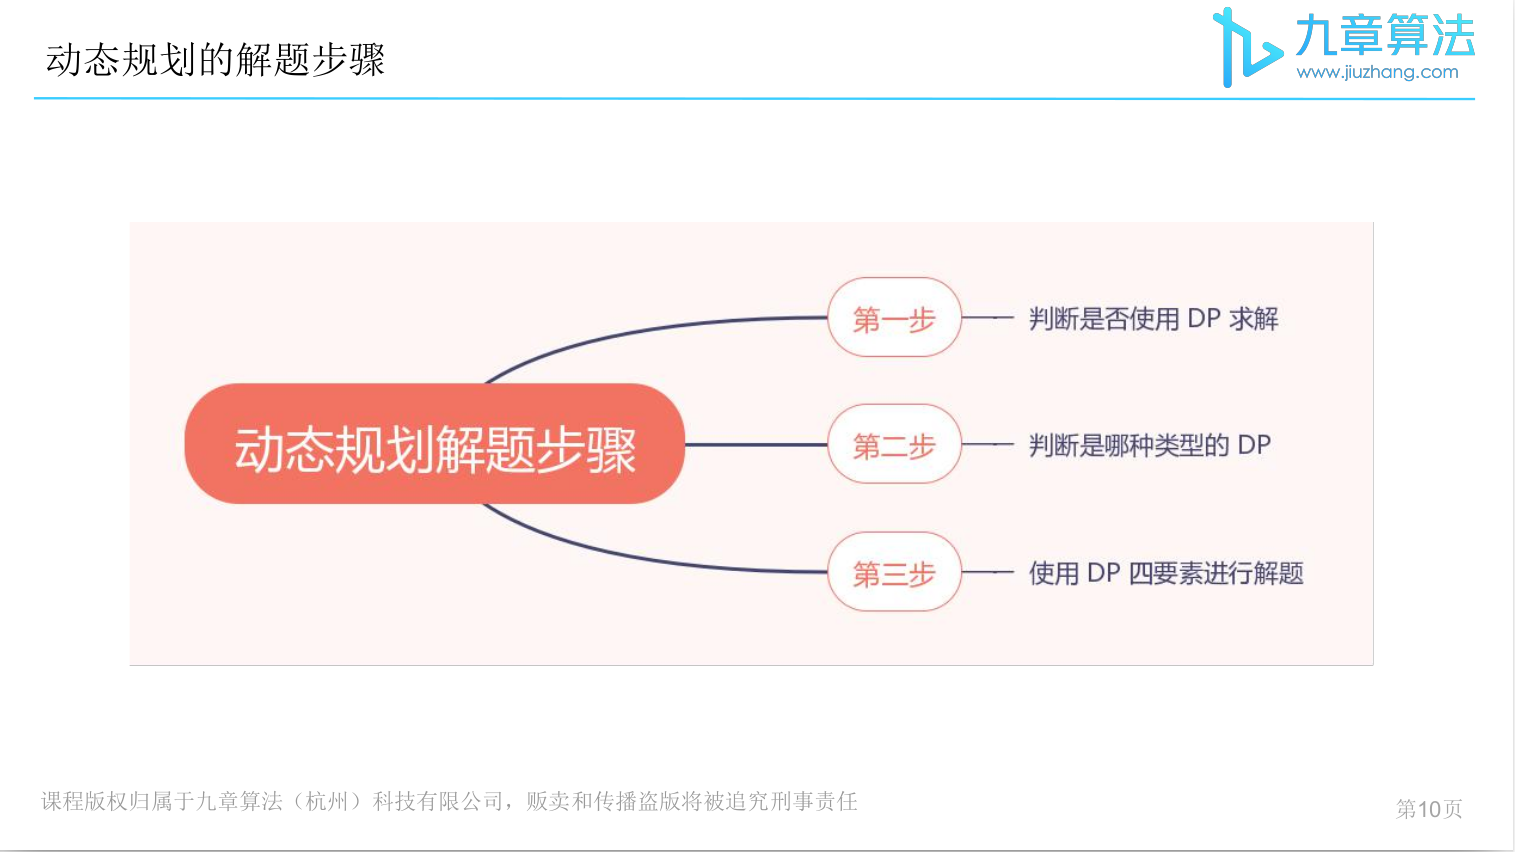 动态规划的解题步骤
九章算法
www.jiuzhang.com
动态规划解题步骤
第一步
判断是否使用 DP 求解
第二步
判断是哪种类型的 DP
第三步
使用 DP 四要素进行解题
课程版权归属于九章算法（杭州）科技有限公司，贩卖和传播盗版将被追究刑事责任
第10页